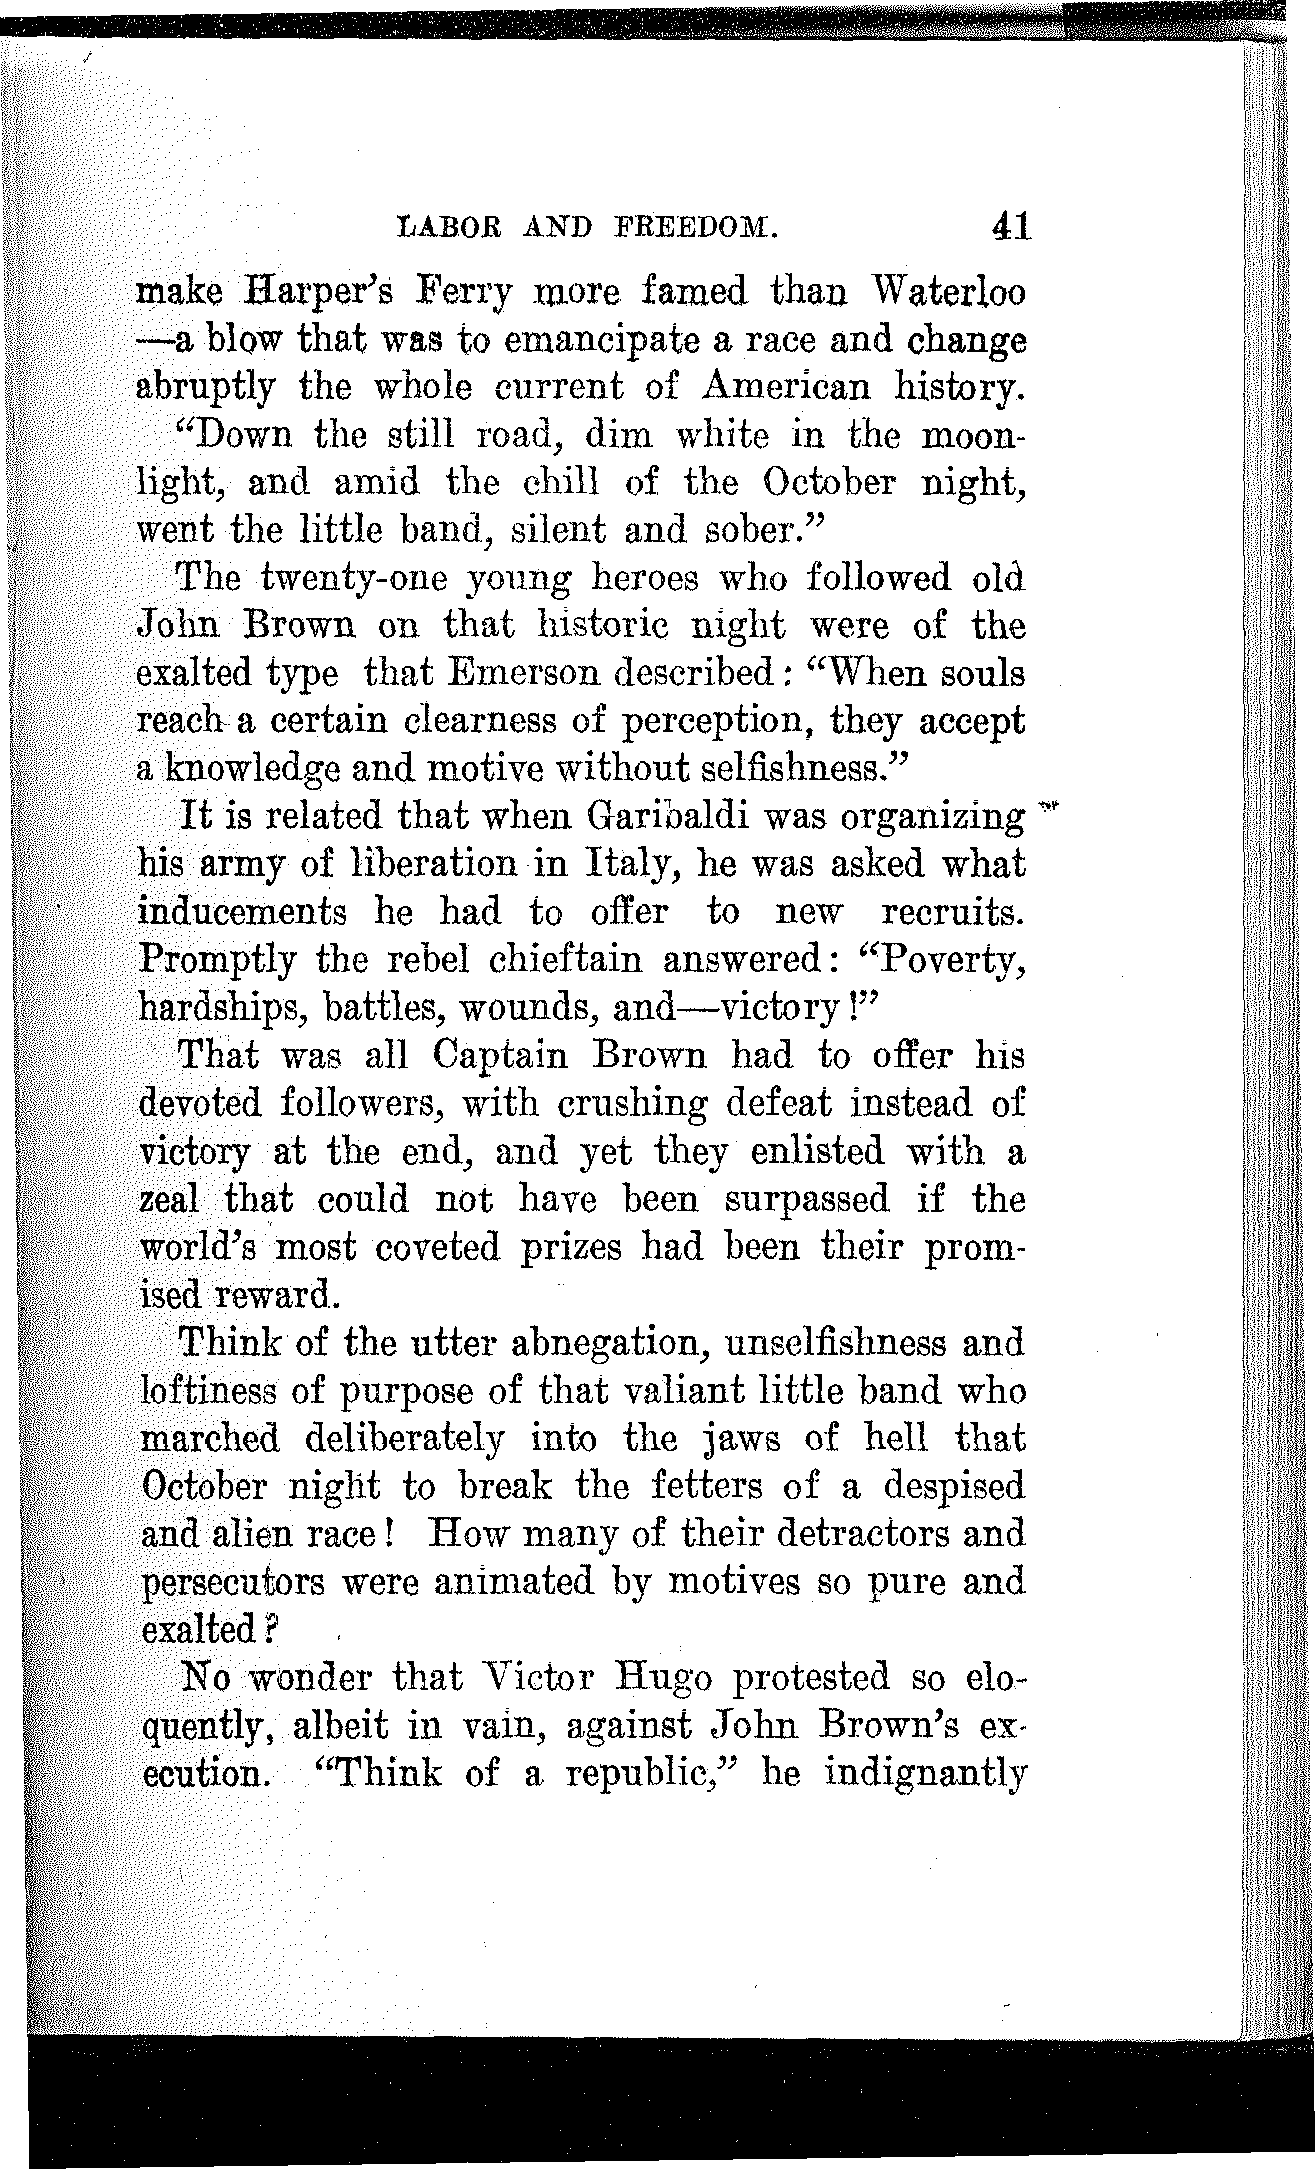 LABOR AND FREEDOM. 41
make Harper's Ferry more famed than Waterloo
—a blow that was to emancipate a race and change
abruptly the whole current of American history.
“Down the still road, dim white in the moon-
light, and amid the chill of the October night,
went the little band, silent and sober.”
The twenty-one young heroes who followed old
John Brown on that historic night were of the
exalted type that Emerson described: “When souls
reach a certain clearness of perception, they accept
a knowledge and motive without selfishness.”
It is related that when Garibaldi was organizing
his army of liberation in Italy, he was asked what
inducements he had to offer to new recruits.
Promptly the rebel chieftain answered: “Poverty,
hardships, battles, wounds, and—victory!”
That was all Captain Brown had to offer his
devoted followers, with crushing defeat instead of
victory at the end, and yet they enlisted with a
zeal that could not have been surpassed if the
world's most coveted prizes had been their prom-
ised reward.
Think of the utter abnegation, unselfishness and
loftiness of purpose of that valiant little band who
marched deliberately into the jaws of hell that
October night to break the fetters of a despised
and alien race! How many of their detractors and
persecutors were animated by motives so pure and
exalted?
No wonder that Victor Hugo protested so elo-
quently, albeit in vain, against John Brown's ex-
ecution. “Think of a republic,” he indignantly